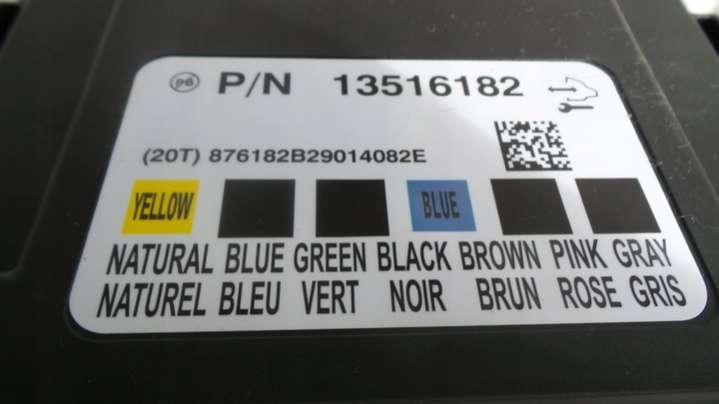 P/N 13516182
(20T) 876182B29014082E
YELLOW BLUE
NATURAL BLUE GREEN BLACK BROWN PINK GRAY
NATUREL BLEU VERT NOIR BRUN ROSE GRIS